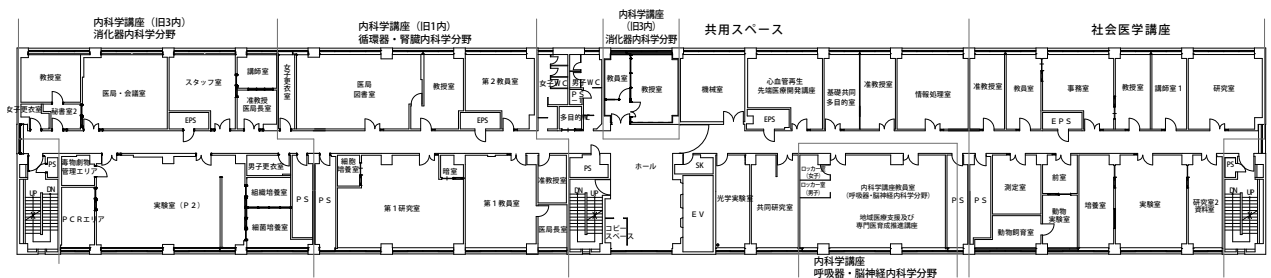 内科学講座（旧3内）
消化器内科学分野
内科学講座（旧1内）
循環器・腎臓内科学分野
内科学講座
（旧3内）
消化器内科学分野
共用スペース
社会医学講座
教授室
医局・会議室
スタッフ室
講師室
准教授
医局長室
女子更衣室
秘書室2
EPS
女子更衣室
医局
図書室
教授室
第2教員室
EPS
女子WC
男子WC
PS
多目的WC
教員室
教授室
機械室
心血管再生
先端医療開発講座
EPS
基礎共同
多目的室
准教授室
情報処理室
准教授室
教員室
事務室
EPS
教授室
講師室1
研究室
PS
UP
DN
毒物劇物
管理エリア
PCRエリア
実験室（P2）
男子更衣室
組織培養室
細菌培養室
PS
PS
細胞
培養室
第1研究室
暗室
第1教員室
准教授室
医局長室
DN
UP
PS
ホール
コピー
スペース
SK
EV
光学実験室
共同研究室
ロッカー室
（女子）
ロッカー室
（男子）
内科学講座教員室
（呼吸器・脳神経内科学分野）
地域医療支援及び
専門医育成推進講座
PS
PS
測定室
動物飼育室
前室
動物
実験室
培養室
実験室
研究室2
資料室
PS
DN
UP
内科学講座
呼吸器・脳神経内科学分野